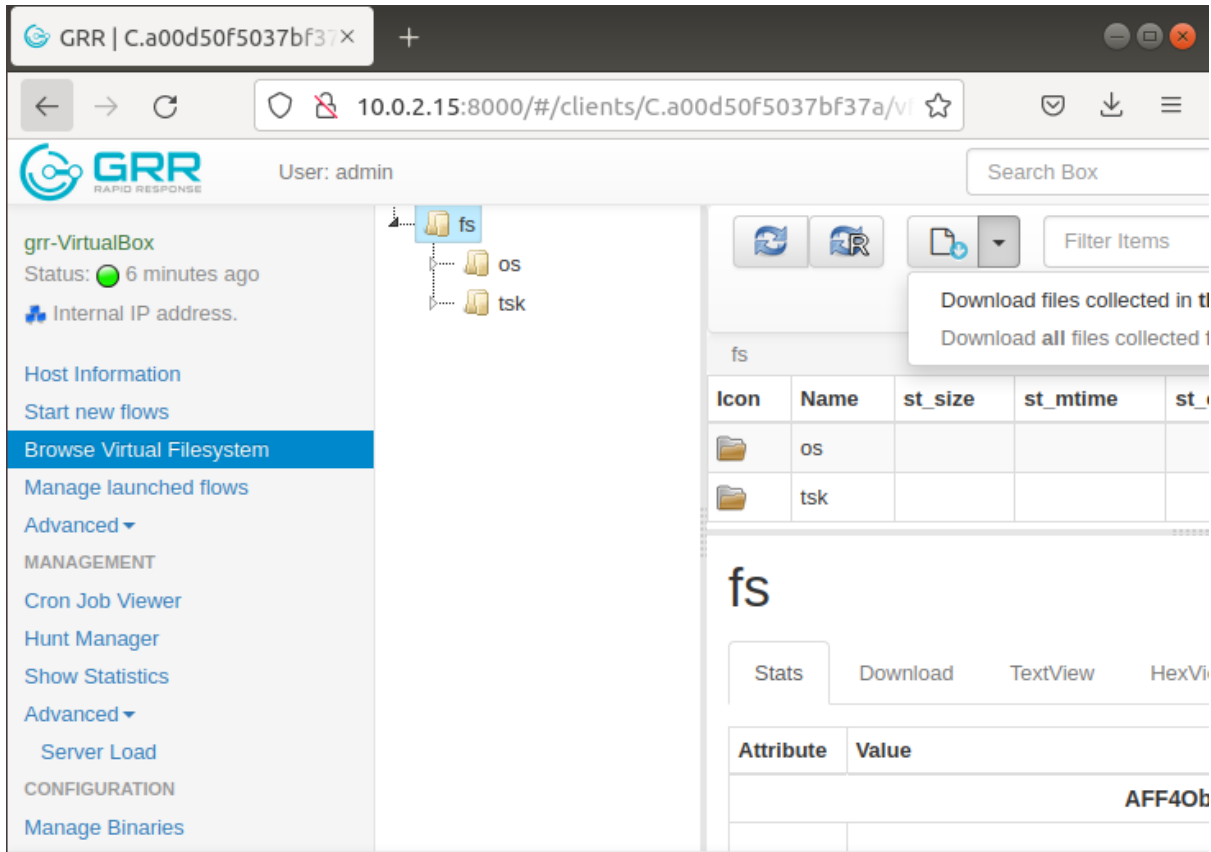 GRR | C.a00d50f5037bf37
10.0.2.15:8000/#/clients/C.a00d50f5037bf37a/vf
GRR
RAPID RESPONSE
User: admin
Search Box
grr-VirtualBox
Status: 6 minutes ago
Internal IP address.
Host Information
Start new flows
Browse Virtual Filesystem
Manage launched flows
Advanced
MANAGEMENT
Cron Job Viewer
Hunt Manager
Show Statistics
Advanced
Server Load
CONFIGURATION
Manage Binaries
fs
os
tsk
R
Filter Items
Download files collected in
Download all files collected
fs
Icon Name st_size st_mtime
os
tsk
fs
Stats Download TextView
Attribute Value